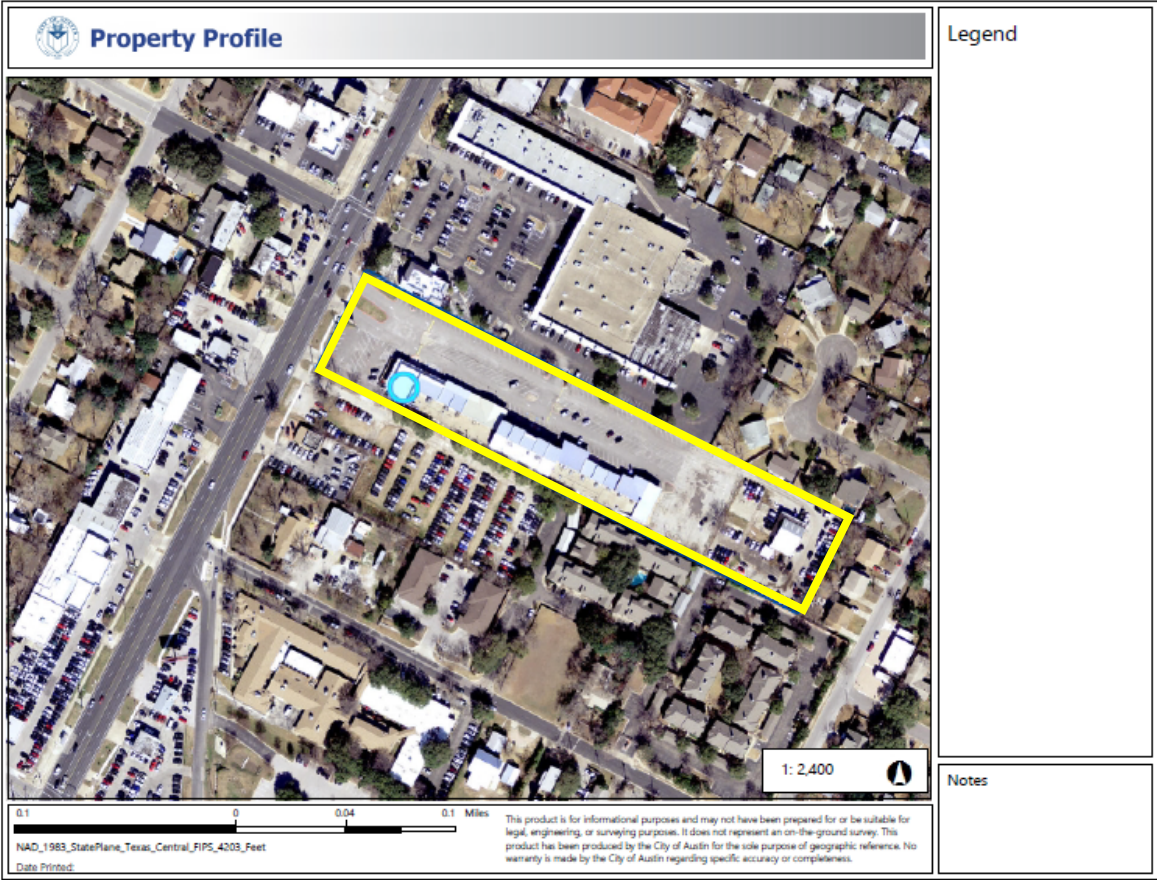 CITY OF AUSTIN
Property Profile
Legend
1: 2,400
Notes
0.1 0 0.04 0.1 Miles
NAD_1983_StatePlane_Texas_Central_FIPS_4203_Feet
Date Printed:
This product is for informational purposes and may not have been prepared for or be suitable for
legal, engineering, or surveying purposes. It does not represent an on-the-ground survey. This
product has been produced by the City of Austin for the sole purpose of geographic reference. No
warranty is made by the City of Austin regarding specific accuracy or completeness.